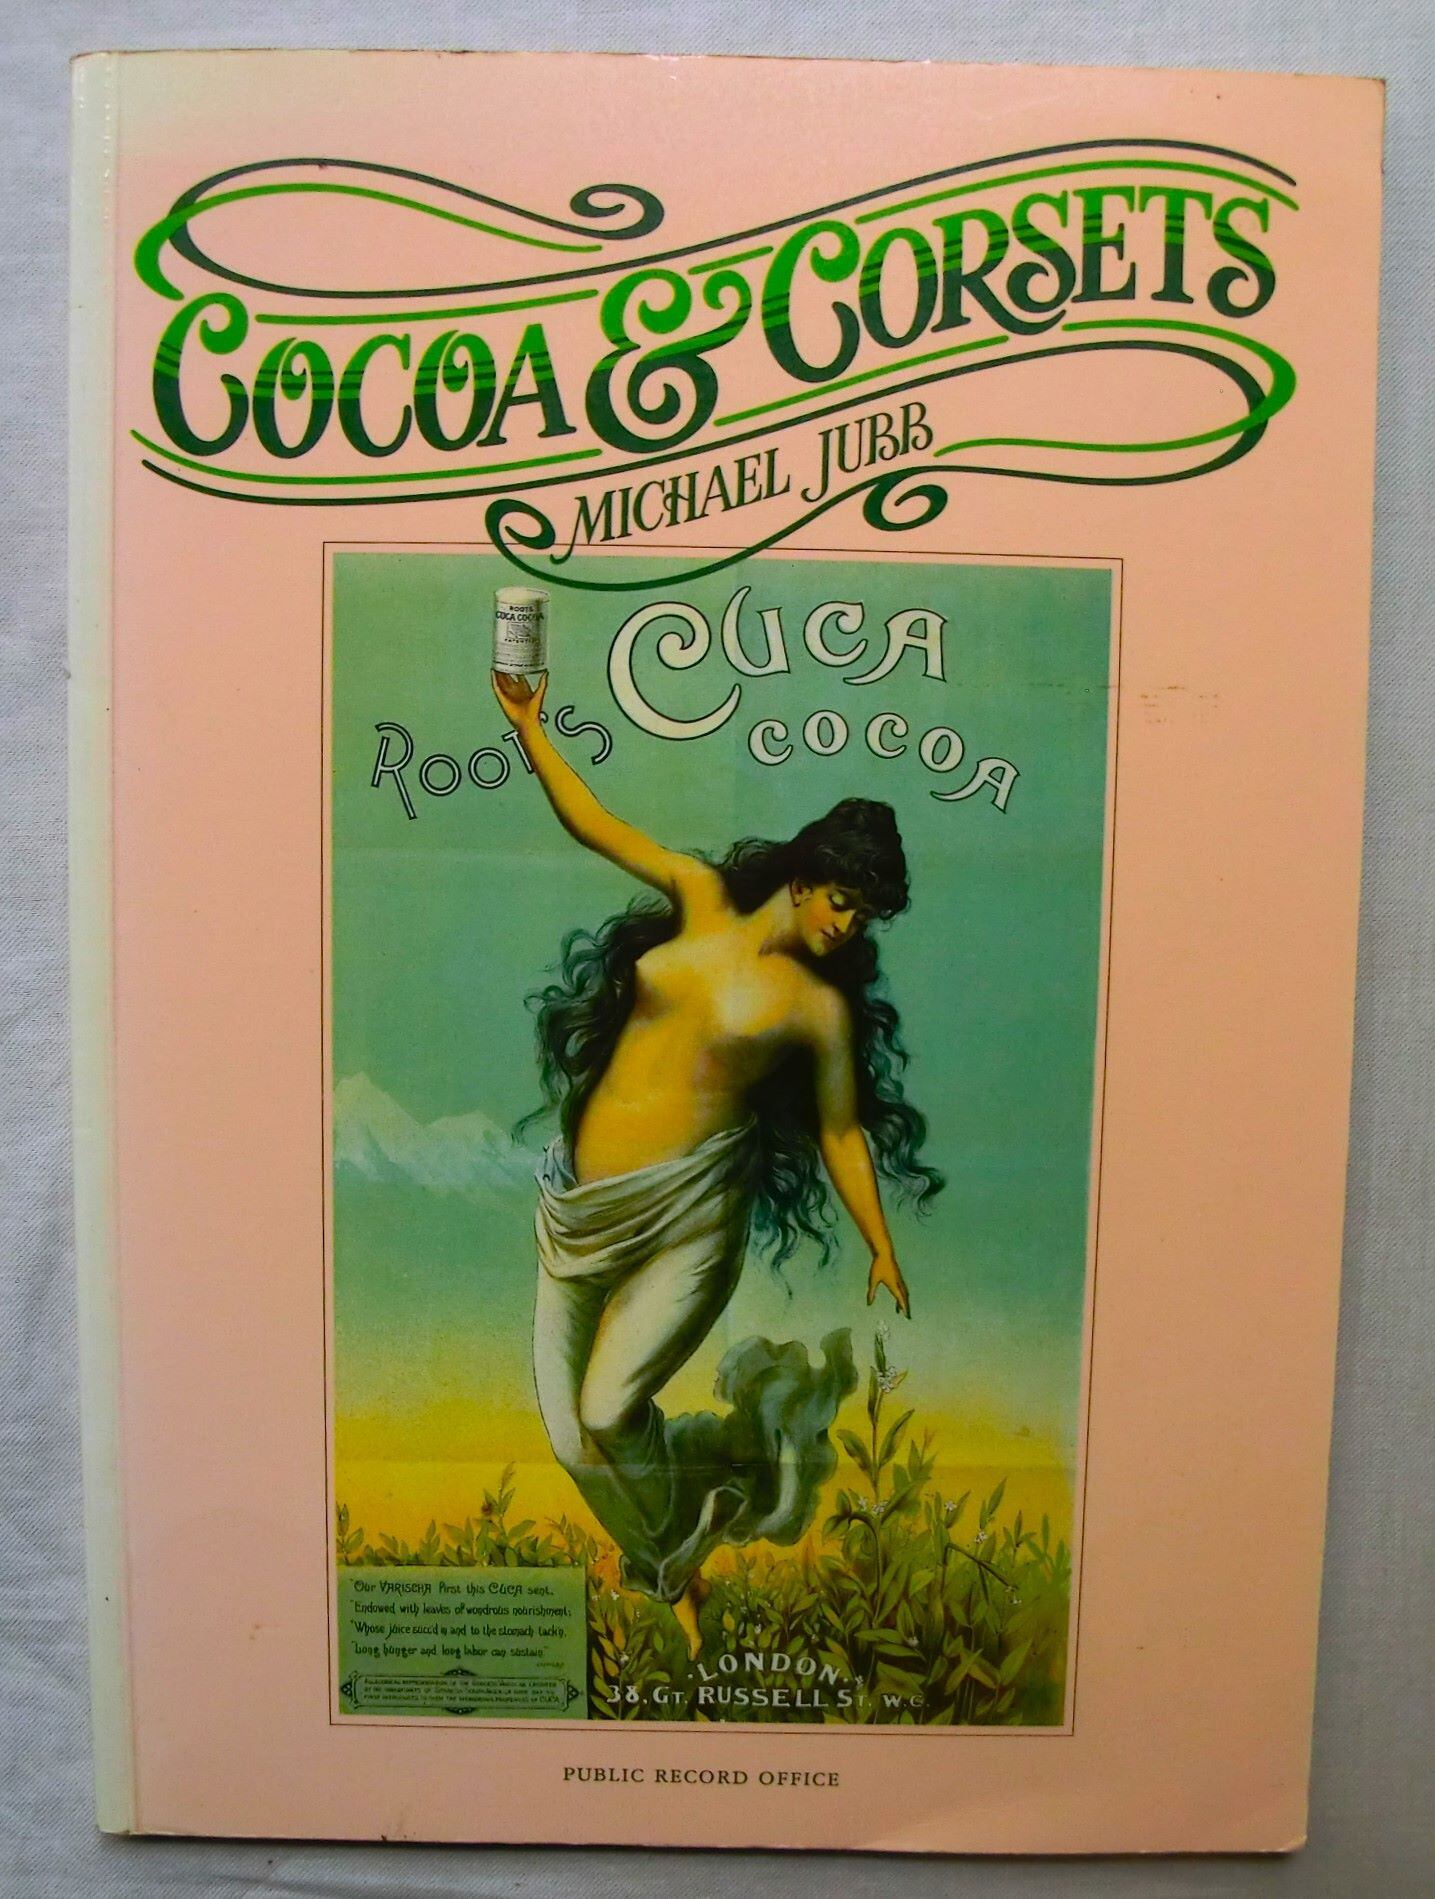 COCOA & CORSETS
MICHAEL JUBB
ROOTS
CUCA COCOA
ROOT'S
CUCA
COCOA
"Our VARISCHA first this CUCA sent,
"Endowed with leaves of wondrous nourishment;
"Whose juice succ'd in and to the stomach tack'n,
"Long hunger and long labor can sustain"
·LONDON·
38, GT. RUSSELL ST. W.C.
PUBLIC RECORD OFFICE